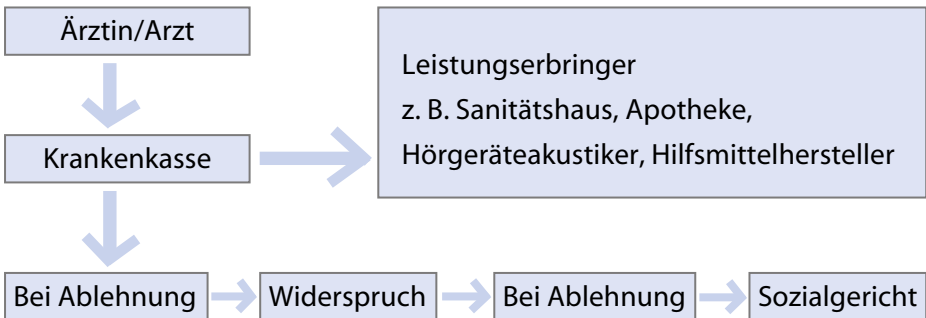 Ärztin/Arzt
Leistungserbringer
z. B. Sanitätshaus, Apotheke,
Hörgeräteakustiker, Hilfsmittelhersteller
Krankenkasse
Bei Ablehnung
Widerspruch
Bei Ablehnung
Sozialgericht